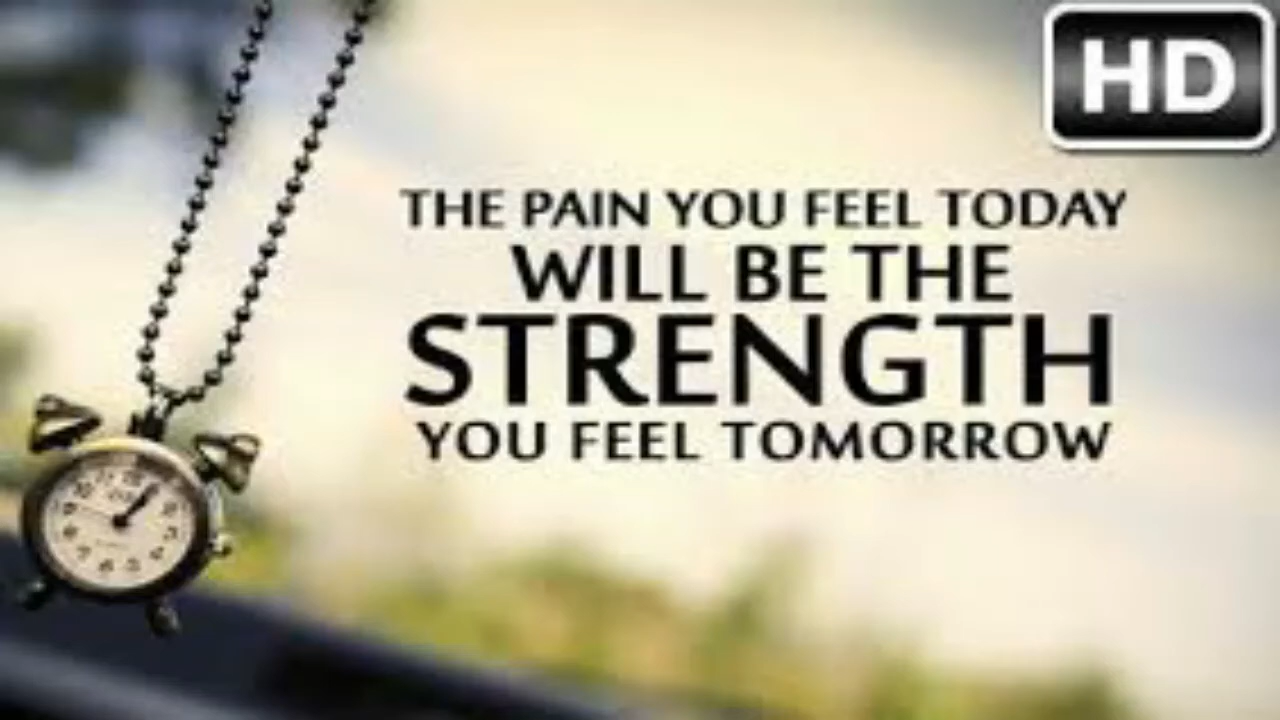 HD
THE PAIN YOU FEEL TODAY
WILL BE THE
STRENGTH
YOU FEEL TOMORROW